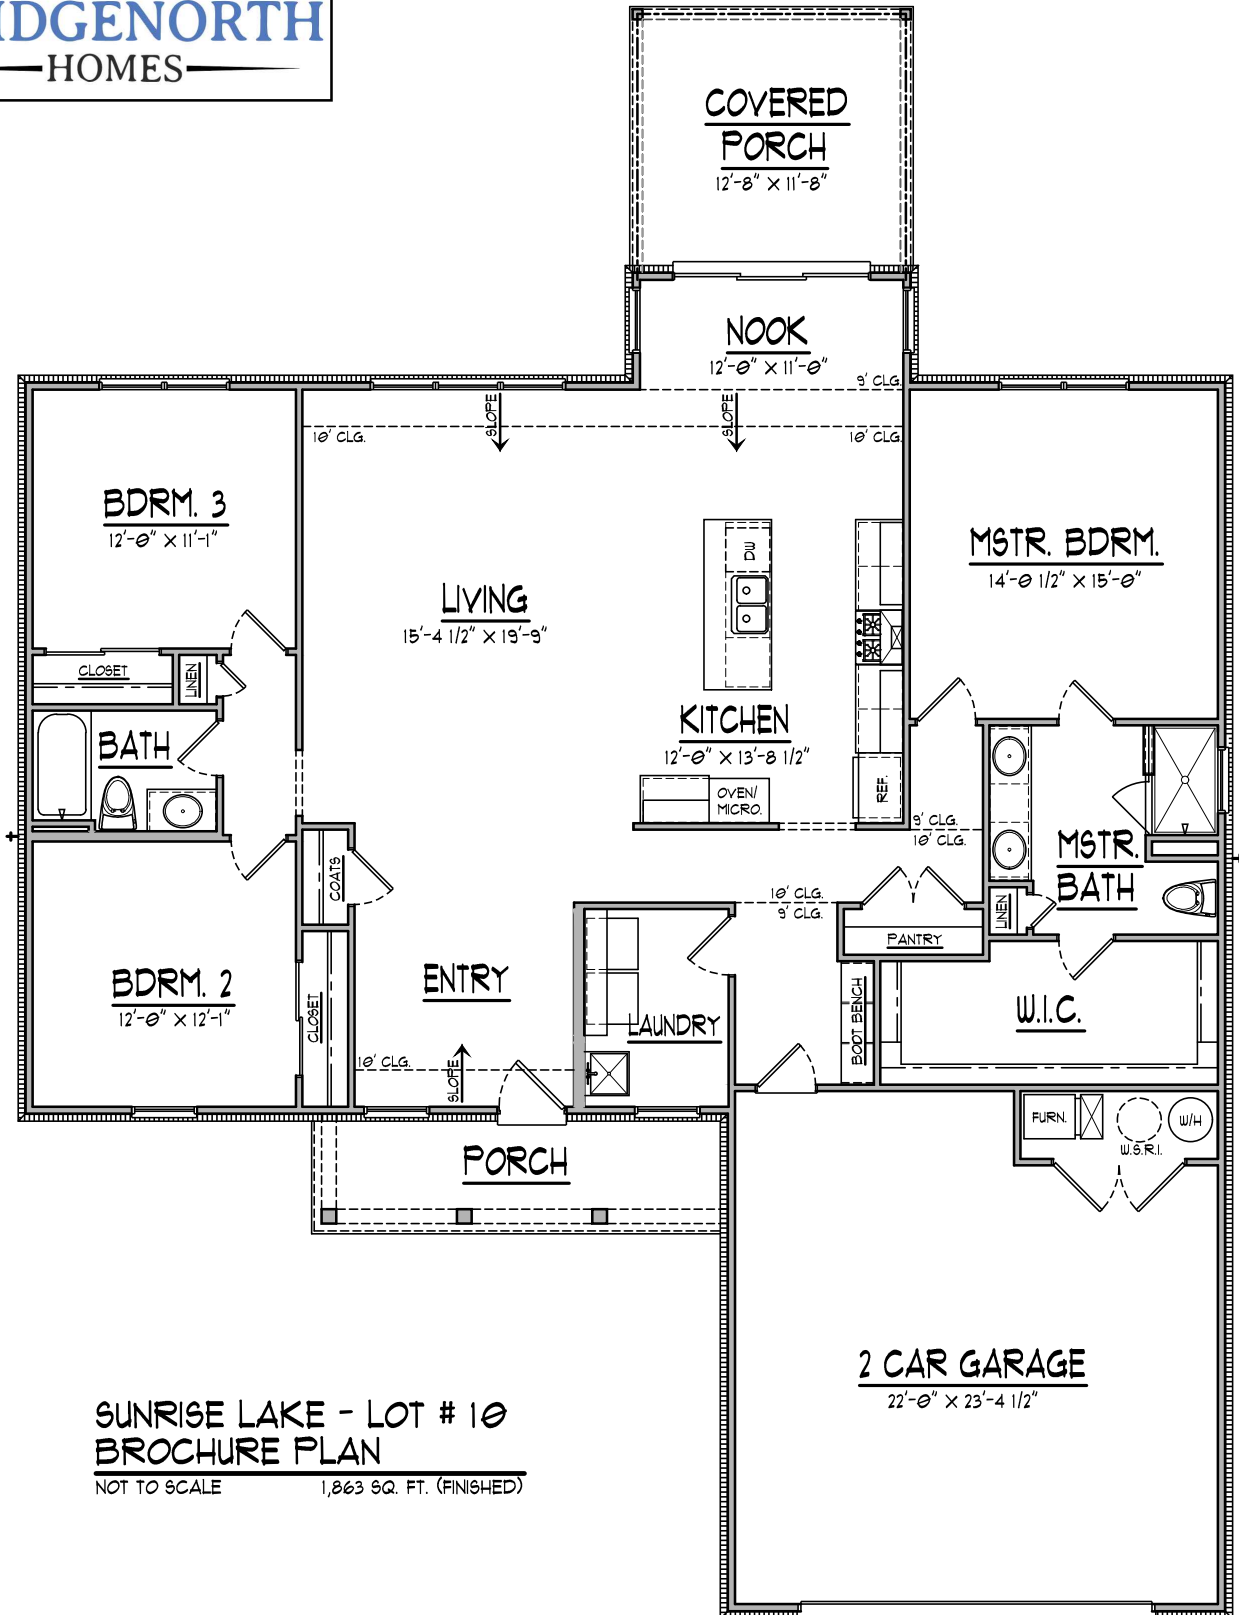 IDGENORTH
HOMES
COVERED
PORCH
12'-8" X 11'-8"
NOOK
12'-0" X 11'-0"
9' CLG.
SLOPE
SLOPE
10' CLG.
10' CLG.
BDRM. 3
12'-0" X 11'-1"
DW
MSTR. BDRM.
14'-0 1/2" X 15'-0"
LIVING
15'-4 1/2" X 19'-9"
CLOSET
LINEN
KITCHEN
12'-0" X 13'-8 1/2"
BATH
OVEN/
MICRO.
REF.
9' CLG.
10' CLG.
MSTR.
BATH
COATS
10' CLG.
9' CLG.
LINEN
PANTRY
BDRM. 2
12'-0" X 12'-1"
ENTRY
CLOSET
LAUNDRY
BOOT BENCH
W.I.C.
10' CLG.
SLOPE
FURN.
W.S.R.I.
W/H
PORCH
2 CAR GARAGE
22'-0" X 23'-4 1/2"
SUNRISE LAKE - LOT # 10
BROCHURE PLAN
NOT TO SCALE 1,863 SQ. FT. (FINISHED)